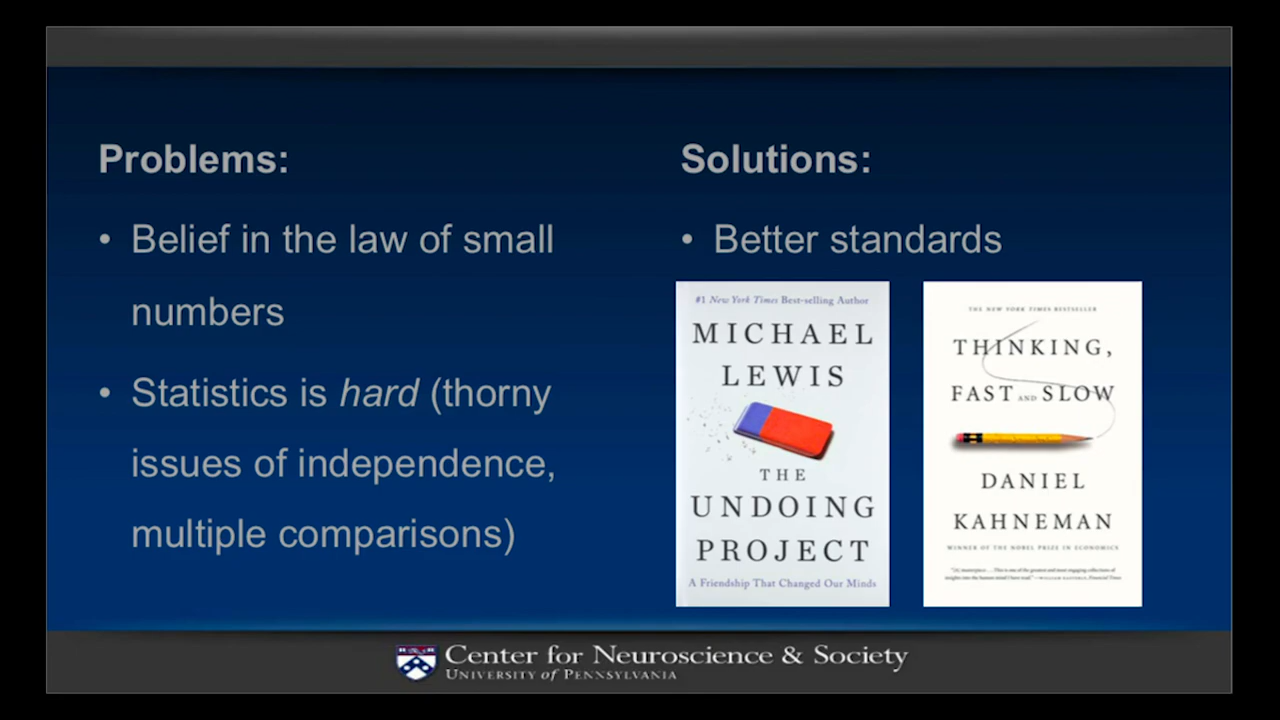 Problems:
• Belief in the law of small
numbers
• Statistics is hard (thorny
issues of independence,
multiple comparisons)
Solutions:
• Better standards
#1 New York Times Best-selling Author
MICHAEL
LEWIS
THE
UNDOING
PROJECT
A Friendship That Changed Our Minds
THE NEW YORK TIMES BESTSELLER
THINKING,
FAST AND SLOW
DANIEL
KAHNEMAN
WINNER OF THE NOBEL PRIZE IN ECONOMICS
Center for Neuroscience & Society
UNIVERSITY of PENNSYLVANIA